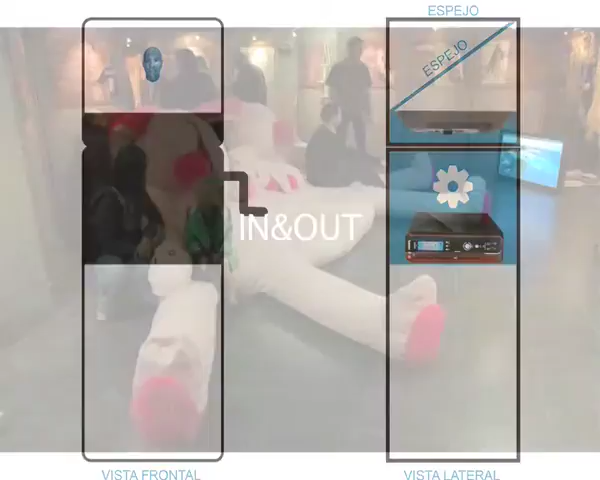 ESPEJO
ESPEJO
IN&OUT
VISTA FRONTAL
VISTA LATERAL